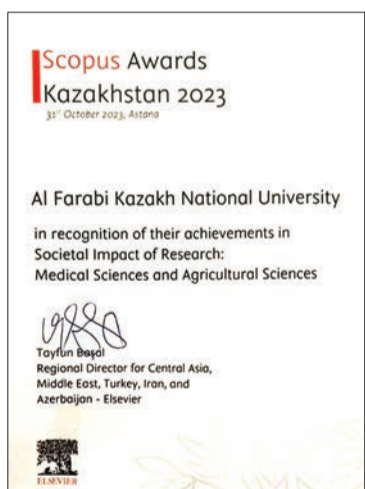 Scopus Awards
Kazakhstan 2023
31st October 2023, Astana
Al Farabi Kazakh National University
in recognition of their achievements in
Societal Impact of Research:
Medical Sciences and Agricultural Sciences
Tayfun Başal
Regional Director for Central Asia,
Middle East, Turkey, Iran, and
Azerbaijan - Elsevier
ELSEVIER